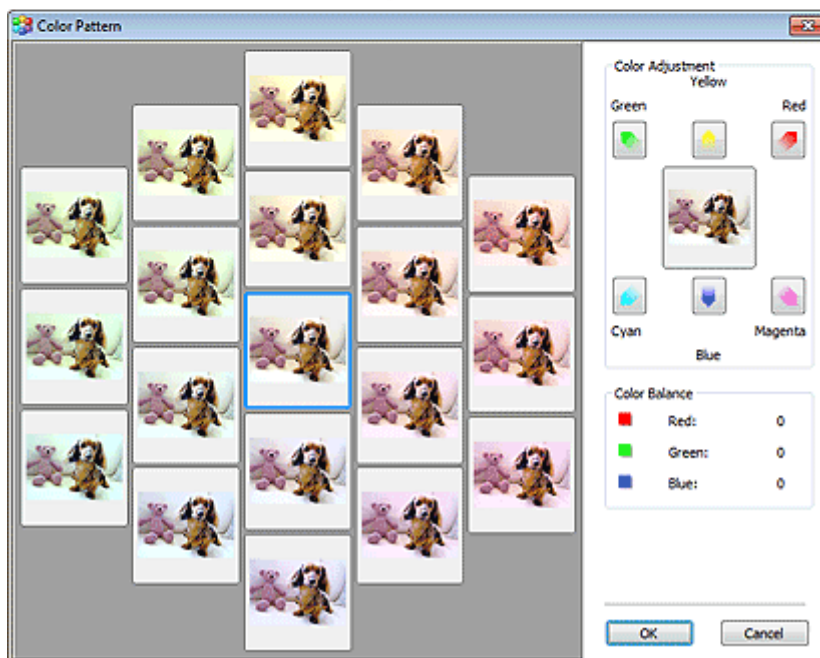 Color Pattern
Color Adjustment
Yellow
Green
Red
Cyan
Magenta
Blue
Color Balance
Red: 0
Green: 0
Blue: 0
OK
Cancel